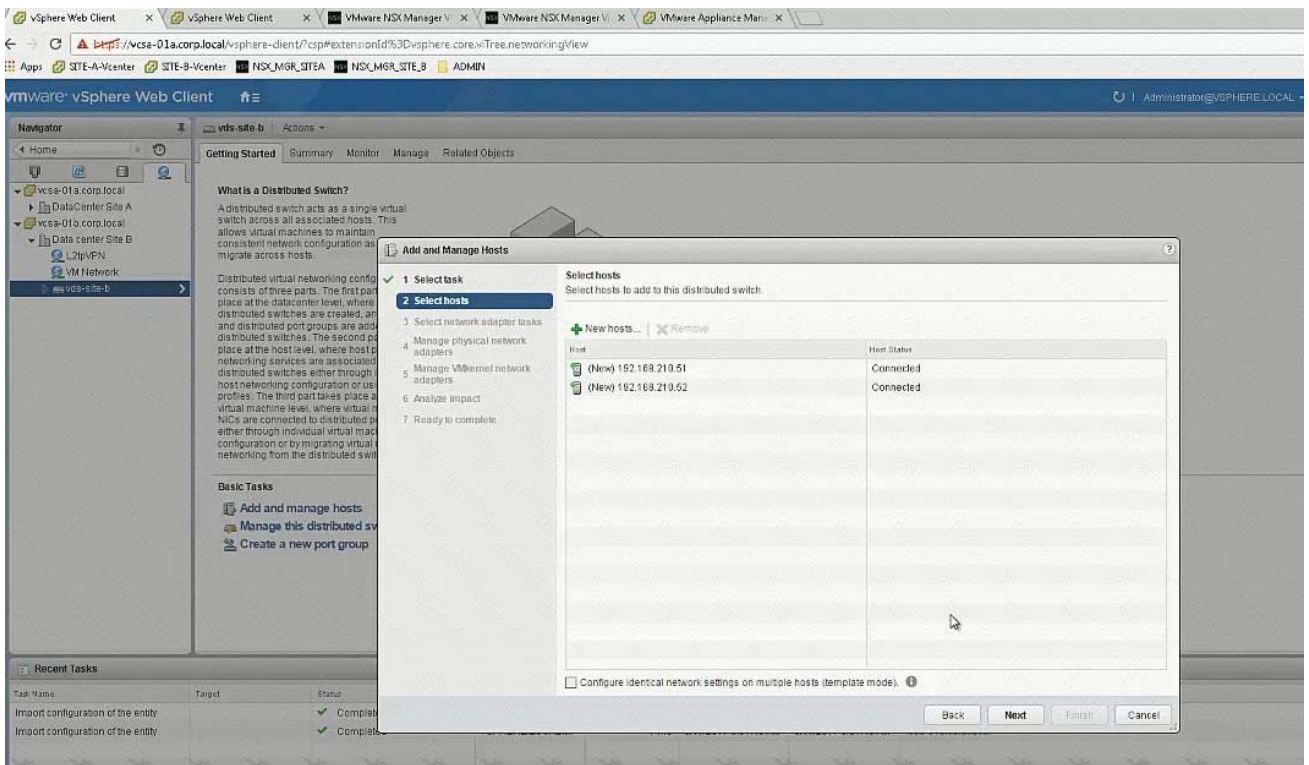 vSphere Web Client
vSphere Web Client
VMware NSX Manager V
VMware NSX Manager Vi
VMware Appliance Man
https://vcsa-01a.corp.local/vsphere-client/?csp#extensionId%3Dvsphere.core.viTree.networkingView
Apps SITE-A-Vcenter SITE-B-Vcenter NSX_MGR_SITEA NSX_MGR_SITE_B ADMIN
vmware vSphere Web Client
Administrator@VSPHERE.LOCAL
Navigator
Home
vcsa-01a.corp.local
DataCenter Site A
vcsa-01b.corp.local
Data center Site B
L2tpVPN
VM Network
vds-site-b
vds-site-b Actions
Getting Started Summary Monitor Manage Related Objects
What is a Distributed Switch?
A distributed switch acts as a single virtual
switch across all associated hosts. This
allows virtual machines to maintain
consistent network configuration as
migrate across hosts.
Distributed virtual networking config
consists of three parts. The first part
place at the datacenter level, where
distributed switches are created, an
and distributed port groups are adde
distributed switches. The second pa
place at the host level, where host p
networking services are associated
distributed switches either through i
host networking configuration or usi
profiles. The third part takes place a
virtual machine level, where virtual m
NICs are connected to distributed p
either through individual virtual mac
configuration or by migrating virtual
networking from the distributed swit
Basic Tasks
Add and manage hosts
Manage this distributed sw
Create a new port group
Add and Manage Hosts
1 Select task
2 Select hosts
3 Select network adapter tasks
4 Manage physical network
adapters
5 Manage VMkernel network
adapters
6 Analyze impact
7 Ready to complete
Select hosts
Select hosts to add to this distributed switch.
New hosts... Remove
Host Host Status
(New) 192.168.210.51 Connected
(New) 192.168.210.52 Connected
Configure identical network settings on multiple hosts (template mode).
Back Next Finish Cancel
Recent Tasks
Task Name Target Status
Import configuration of the entity Complet
Import configuration of the entity Completed